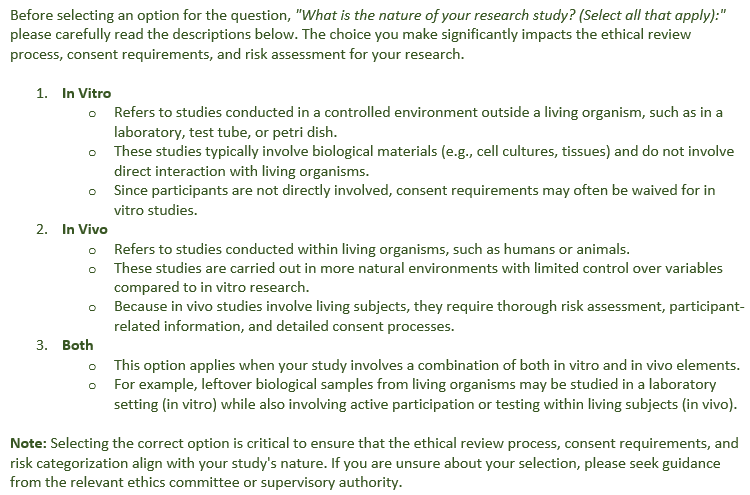 Before selecting an option for the question, "What is the nature of your research study? (Select all that apply):"
please carefully read the descriptions below. The choice you make significantly impacts the ethical review
process, consent requirements, and risk assessment for your research.
1. In Vitro
o Refers to studies conducted in a controlled environment outside a living organism, such as in a
laboratory, test tube, or petri dish.
o These studies typically involve biological materials (e.g., cell cultures, tissues) and do not involve
direct interaction with living organisms.
o Since participants are not directly involved, consent requirements may often be waived for in
vitro studies.
2. In Vivo
o Refers to studies conducted within living organisms, such as humans or animals.
o These studies are carried out in more natural environments with limited control over variables
compared to in vitro research.
o Because in vivo studies involve living subjects, they require thorough risk assessment, participant-
related information, and detailed consent processes.
3. Both
o This option applies when your study involves a combination of both in vitro and in vivo elements.
o For example, leftover biological samples from living organisms may be studied in a laboratory
setting (in vitro) while also involving active participation or testing within living subjects (in vivo).
Note: Selecting the correct option is critical to ensure that the ethical review process, consent requirements, and
risk categorization align with your study's nature. If you are unsure about your selection, please seek guidance
from the relevant ethics committee or supervisory authority.